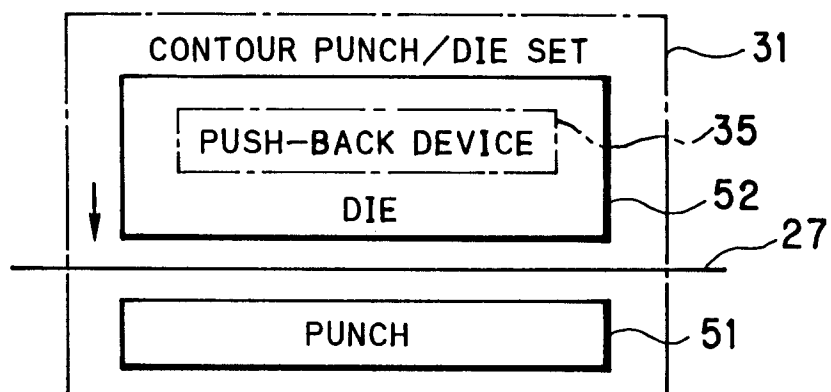 CONTOUR PUNCH/DIE SET
31
PUSH-BACK DEVICE
35
DIE
52
27
PUNCH
51